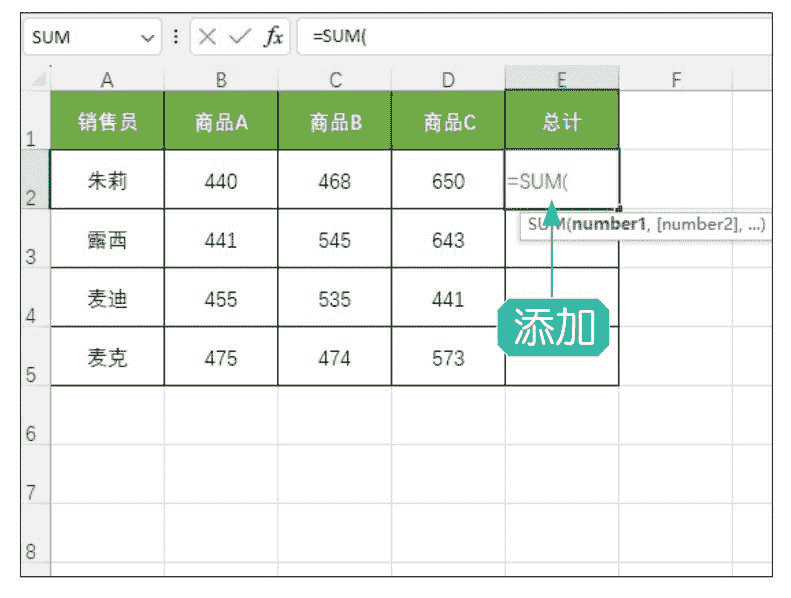 SUM =SUM(
A B C D E F
1 销售员 商品A 商品B 商品C 总计
2 朱莉 440 468 650 =SUM(
SUM(number1, [number2], ...)
3 露西 441 545 643
4 麦迪 455 535 441
添加
5 麦克 475 474 573
6
7
8